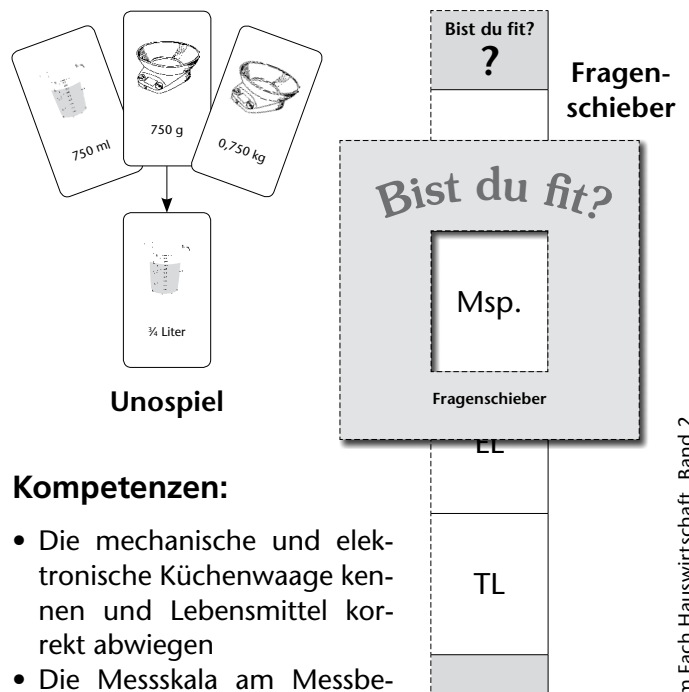 Bist du fit?
?
Fragen-
schieber
750 ml
750 g
0,750 kg
¾ Liter
Unospiel
Bist du fit?
Msp.
Fragenschieber
EL
TL
Kompetenzen:
• Die mechanische und elek-
tronische Küchenwaage ken-
nen und Lebensmittel kor-
rekt abwiegen
• Die Messskala am Messbe-
Fach Hauswirtschaft, Band 2